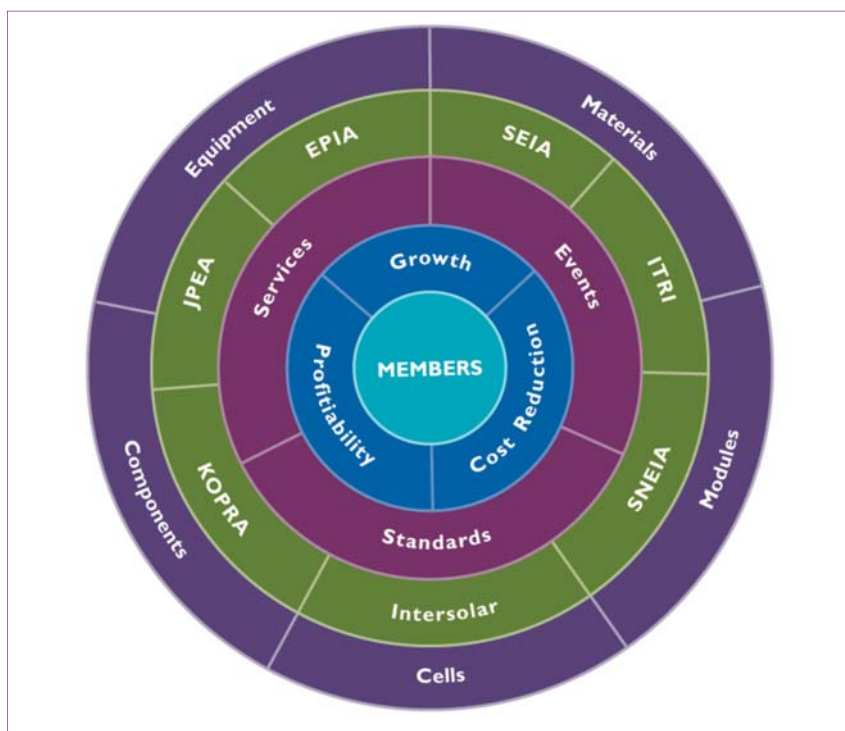 Equipment
Materials
EPIA
SEIA
JPEA
ITRI
Services
Events
Growth
MEMBERS
Profitiability
Cost Reduction
KOPRA
SNEIA
Components
Modules
Standards
Intersolar
Cells